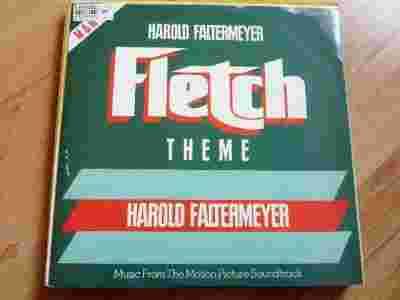 HAROLD FALTERMEYER
Fletch
THEME
HAROLD FALTERMEYER
Music From The Motion Picture Soundtrack